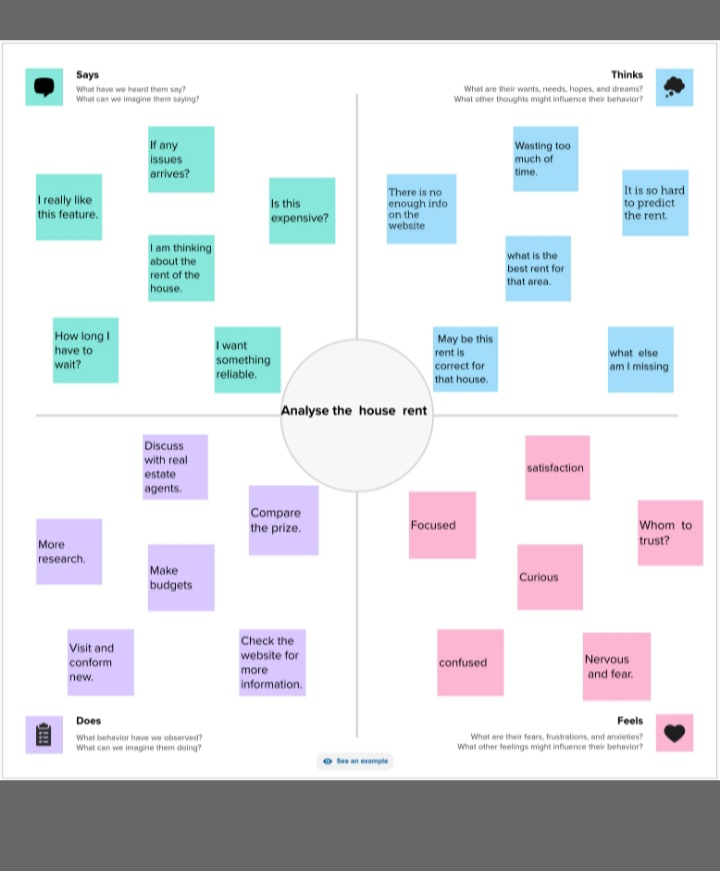 Says
What have we heard them say?
What can we imagine them saying?
Thinks
What are their wants, needs, hopes, and dreams?
What other thoughts might influence their behavior?
If any
issues
arrives?
I really like
this feature.
Is this
expensive?
I am thinking
about the
rent of the
house.
How long I
have to
wait?
I want
something
reliable.
Wasting too
much of
time.
There is no
enough info
on the
website
It is so hard
to predict
the rent.
what is the
best rent for
that area.
May be this
rent is
correct for
that house.
what else
am I missing
Analyse the house rent
Discuss
with real
estate
agents.
Compare
the prize.
More
research.
Make
budgets
Visit and
conform
new.
Check the
website for
more
information.
satisfaction
Focused
Whom to
trust?
Curious
confused
Nervous
and fear.
Does
What behavior have we observed?
What can we imagine them doing?
Feels
What are their fears, frustrations, and anxieties?
What other feelings might influence their behavior?
See an example